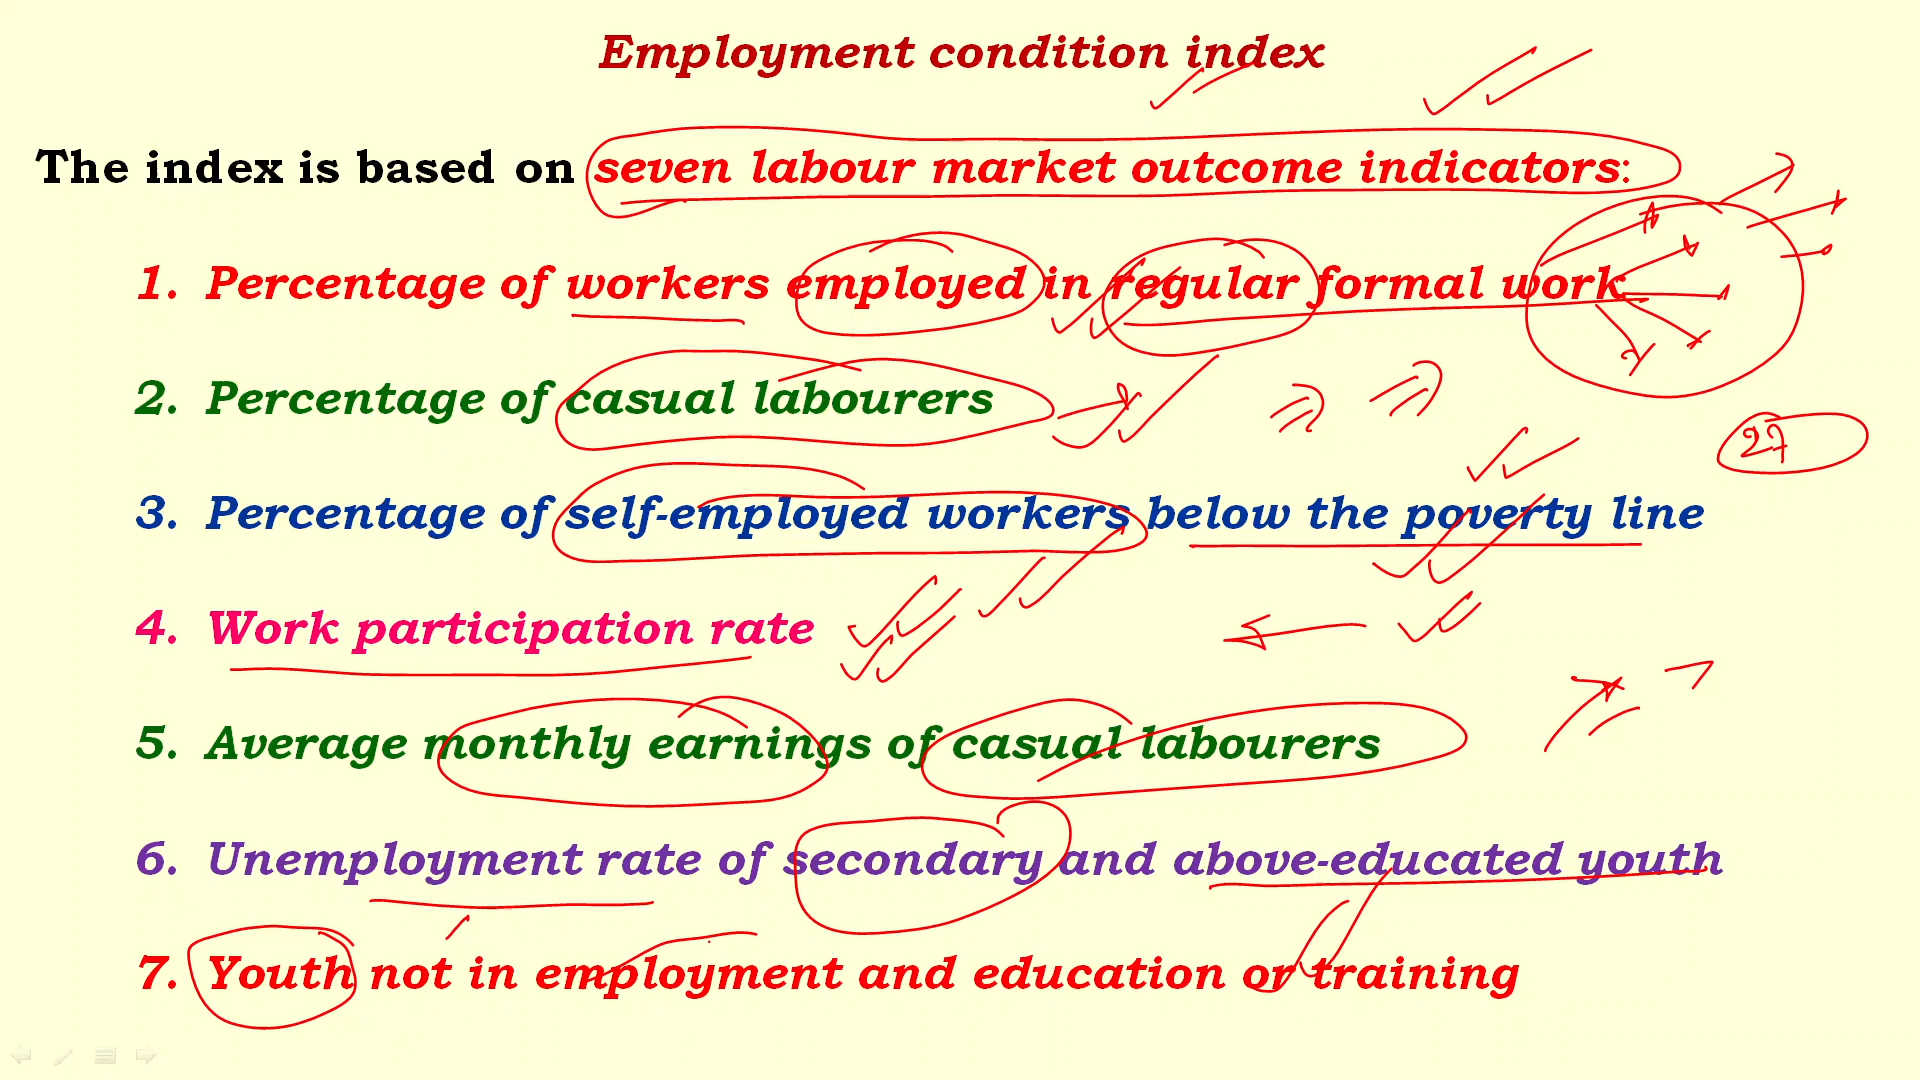 Employment condition index
The index is based on seven labour market outcome indicators:
1. Percentage of workers employed in regular formal work
2. Percentage of casual labourers
27
3. Percentage of self-employed workers below the poverty line
4. Work participation rate
5. Average monthly earnings of casual labourers
6. Unemployment rate of secondary and above-educated youth
7. Youth not in employment and education or training